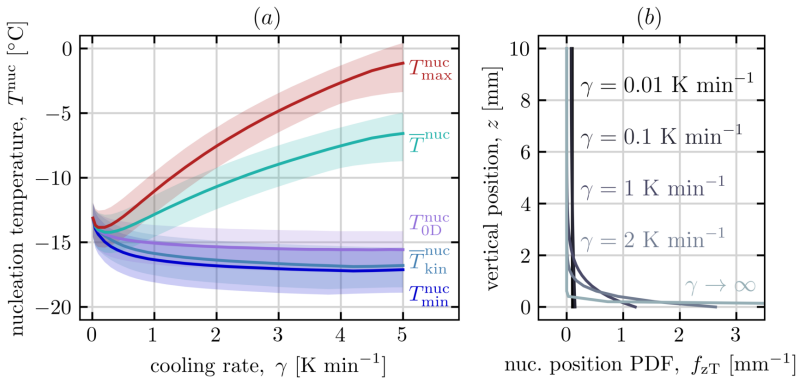 (a)
nucleation temperature, T^nuc [°C]
0
−5
−10
−15
−20
T^nuc_max
T̅^nuc
T^nuc_0D
T̅^nuc_kin
T^nuc_min
0 1 2 3 4 5
cooling rate, γ [K min⁻¹]
(b)
vertical position, z [mm]
10
8
6
4
2
0
γ = 0.01 K min⁻¹
γ = 0.1 K min⁻¹
γ = 1 K min⁻¹
γ = 2 K min⁻¹
γ → ∞
0 1 2 3
nuc. position PDF, f_zT [mm⁻¹]